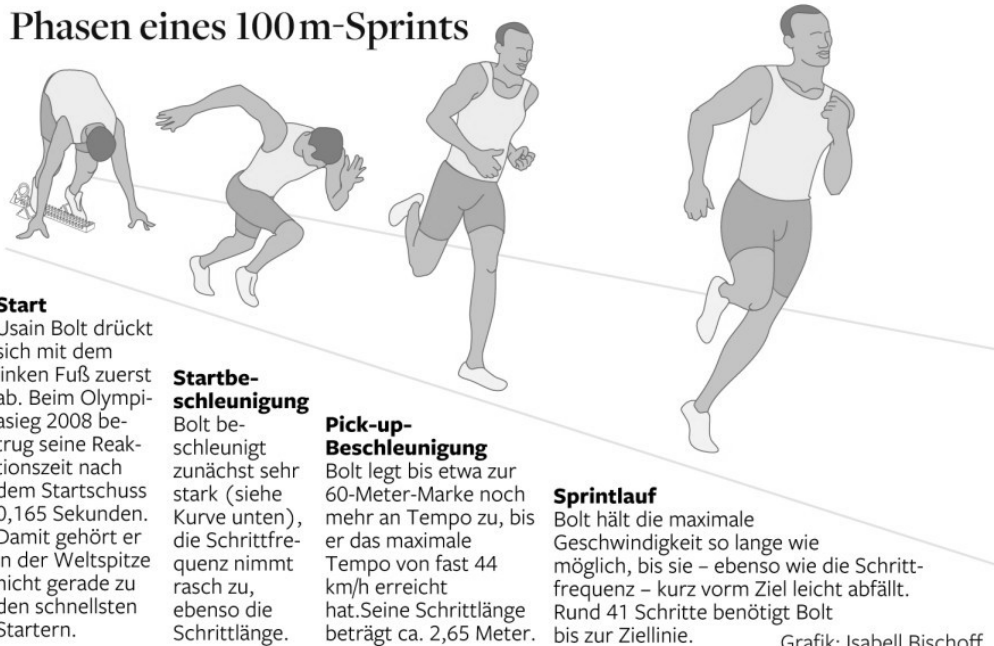 Phasen eines 100 m-Sprints
Start
Usain Bolt drückt
sich mit dem
linken Fuß zuerst
ab. Beim Olympi-
asieg 2008 be-
trug seine Reak-
tionszeit nach
dem Startschuss
0,165 Sekunden.
Damit gehört er
in der Weltspitze
nicht gerade zu
den schnellsten
Startern.
Startbe-
schleunigung
Bolt be-
schleunigt
zunächst sehr
stark (siehe
Kurve unten),
die Schrittfre-
quenz nimmt
rasch zu,
ebenso die
Schrittlänge.
Pick-up-
Beschleunigung
Bolt legt bis etwa zur
60-Meter-Marke noch
mehr an Tempo zu, bis
er das maximale
Tempo von fast 44
km/h erreicht
hat.Seine Schrittlänge
beträgt ca. 2,65 Meter.
Sprintlauf
Bolt hält die maximale
Geschwindigkeit so lange wie
möglich, bis sie – ebenso wie die Schritt-
frequenz – kurz vorm Ziel leicht abfällt.
Rund 41 Schritte benötigt Bolt
bis zur Ziellinie.
Grafik: Isabell Bischoff